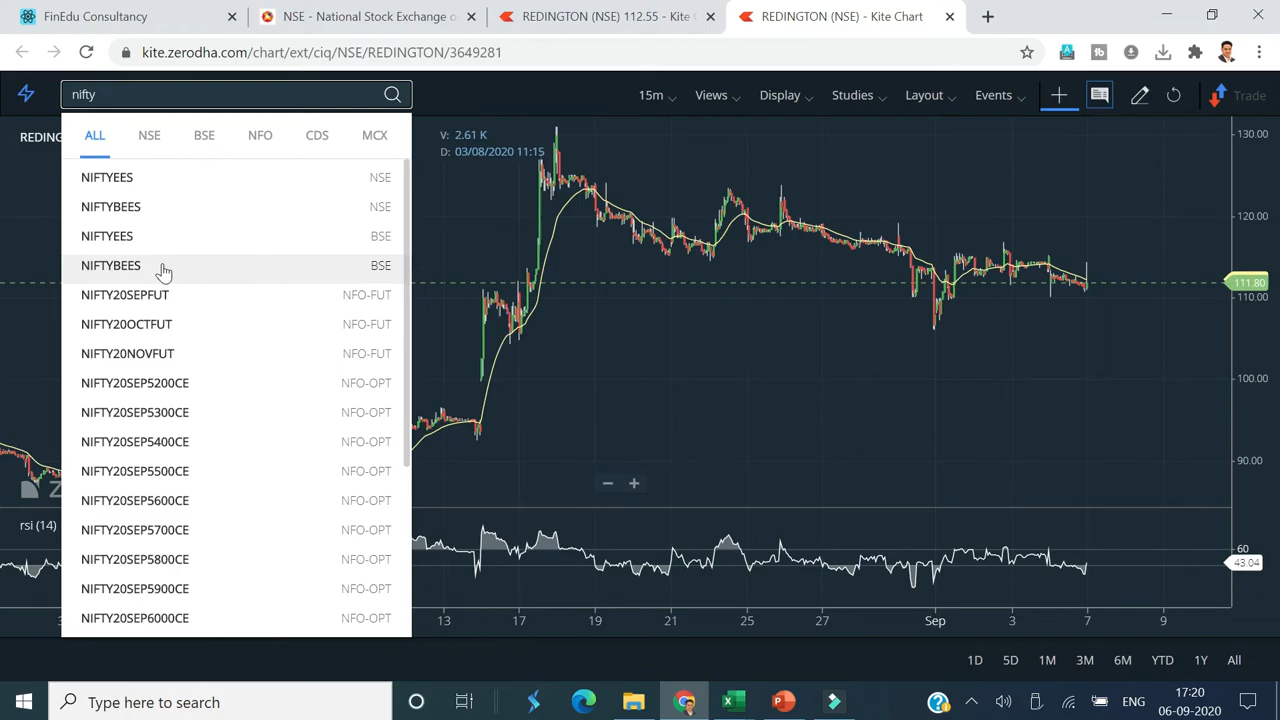 FinEdu Consultancy
NSE - National Stock Exchange o
REDINGTON (NSE) 112.55 - Kite C
REDINGTON (NSE) - Kite Chart
kite.zerodha.com/chart/ext/ciq/NSE/REDINGTON/3649281
nifty
15m
Views
Display
Studies
Layout
Events
Trade
ALL
NSE
BSE
NFO
CDS
MCX
REDING
V: 2.61 K
D: 03/08/2020 11:15
NIFTYEES NSE
NIFTYBEES NSE
NIFTYEES BSE
NIFTYBEES BSE
NIFTY20SEPFUT NFO-FUT
NIFTY20OCTFUT NFO-FUT
NIFTY20NOVFUT NFO-FUT
NIFTY20SEP5200CE NFO-OPT
NIFTY20SEP5300CE NFO-OPT
NIFTY20SEP5400CE NFO-OPT
NIFTY20SEP5500CE NFO-OPT
NIFTY20SEP5600CE NFO-OPT
NIFTY20SEP5700CE NFO-OPT
NIFTY20SEP5800CE NFO-OPT
NIFTY20SEP5900CE NFO-OPT
NIFTY20SEP6000CE NFO-OPT
130.00
120.00
111.80
110.00
100.00
90.00
rsi (14)
60
43.04
13 17 19 21 25 27 Sep 3 7 9
1D 5D 1M 3M 6M YTD 1Y All
Type here to search
ENG
17:20
06-09-2020